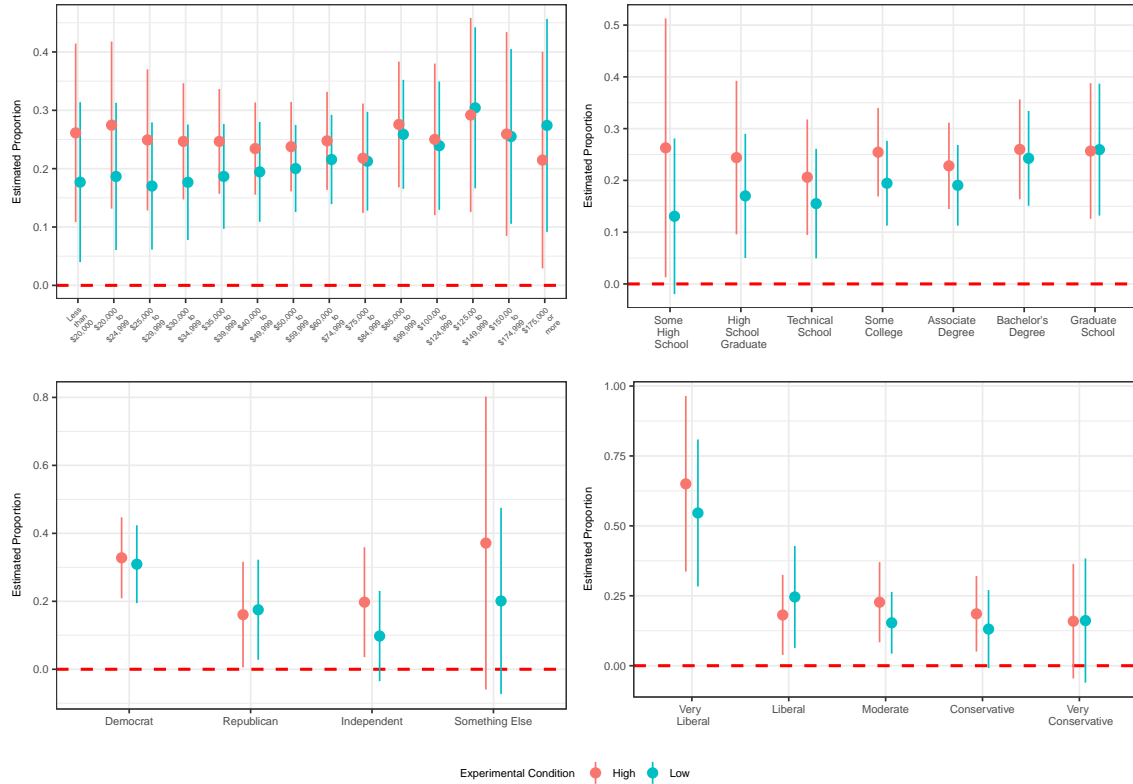 Estimated Proportion
0.4
0.3
0.2
0.1
0.0
Less than $20,000
$20,000 to $24,999
$25,000 to $29,999
$30,000 to $34,999
$35,000 to $39,999
$40,000 to $49,999
$50,000 to $59,999
$60,000 to $74,999
$75,000 to $84,999
$85,000 to $99,999
$100,00 to $124,999
$125,00 to $149,999
$150,00 to $174,999
$175,000 or more
Estimated Proportion
0.5
0.4
0.3
0.2
0.1
0.0
Some High School
High School Graduate
Technical School
Some College
Associate Degree
Bachelor's Degree
Graduate School
Estimated Proportion
0.8
0.6
0.4
0.2
0.0
Democrat
Republican
Independent
Something Else
Estimated Proportion
1.00
0.75
0.50
0.25
0.00
Very Liberal
Liberal
Moderate
Conservative
Very Conservative
Experimental Condition High Low